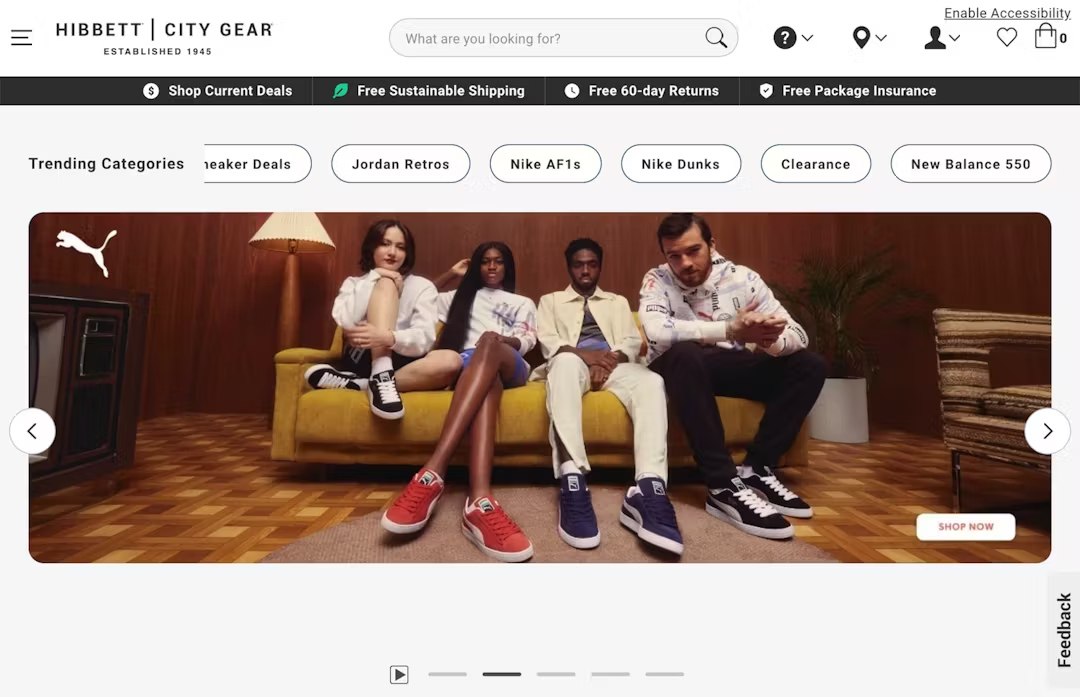 Enable Accessibility
HIBBETT | CITY GEAR
ESTABLISHED 1945
What are you looking for?
0
Shop Current Deals
Free Sustainable Shipping
Free 60-day Returns
Free Package Insurance
Trending Categories
neaker Deals
Jordan Retros
Nike AF1s
Nike Dunks
Clearance
New Balance 550
SHOP NOW
Feedback